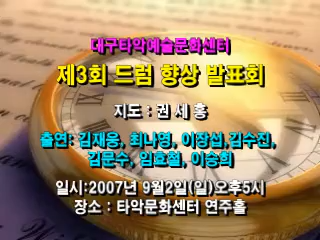 대구타악예술문화센터
제3회 드럼 향상 발표회
지도 : 권 세 홍
출연: 김재웅, 최나영, 이장섭,김수진,
김문수, 임호철, 이승희
일시:2007년 9월2일(일)오후5시
장소 : 타악문화센터 연주홀